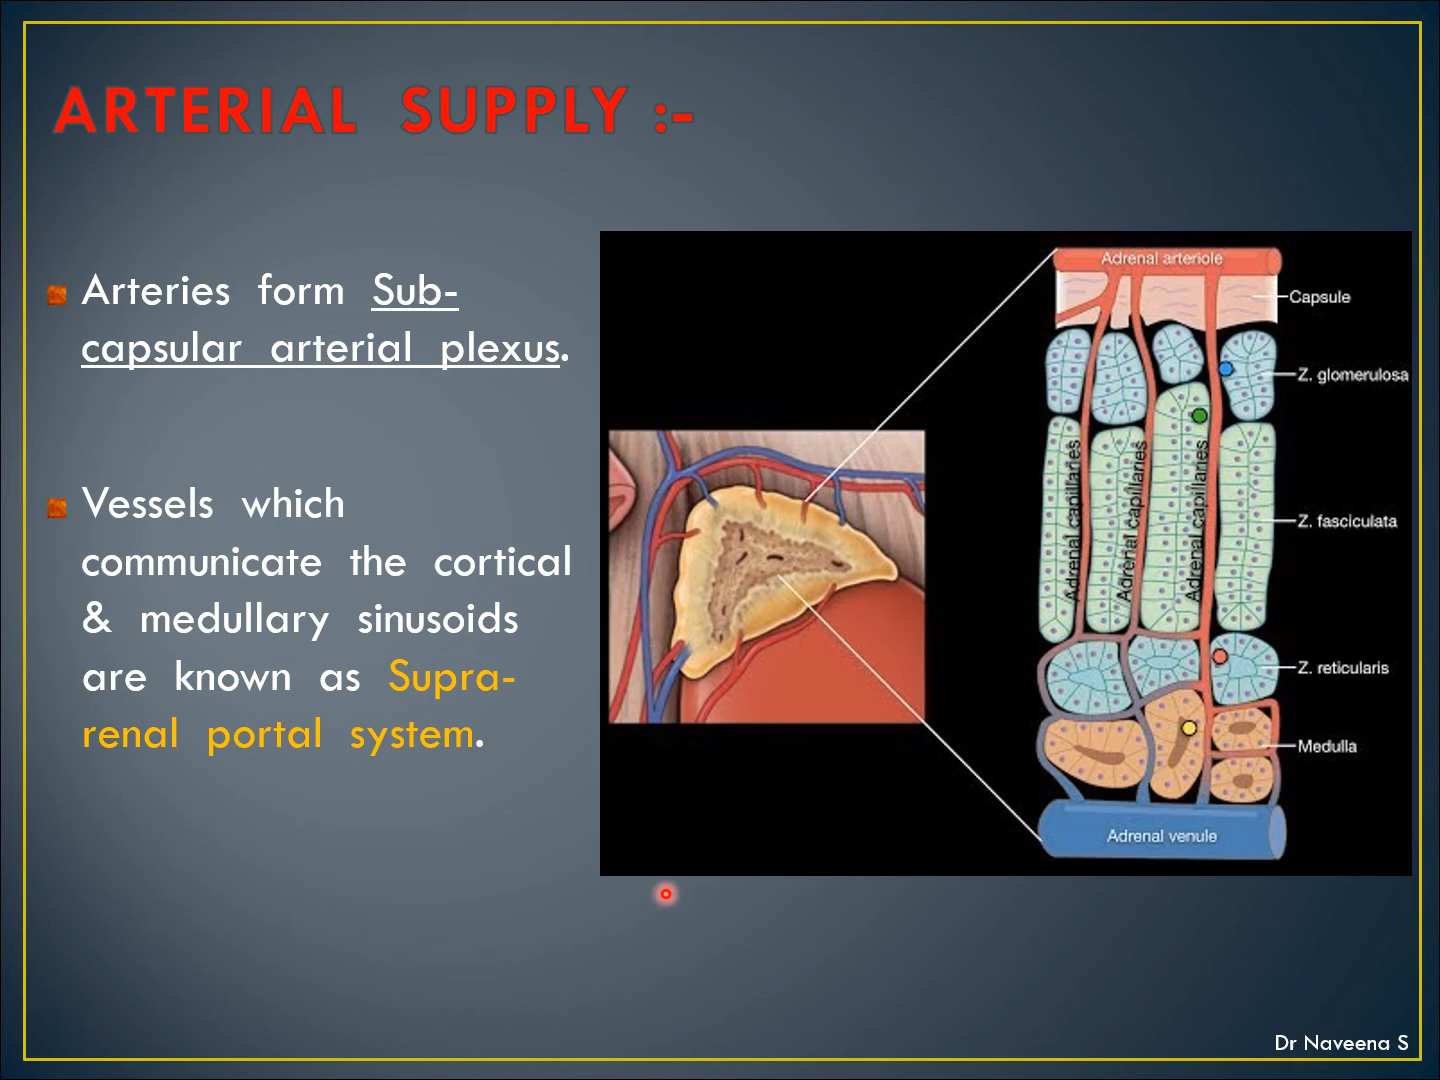 ARTERIAL SUPPLY :-
Arteries form Sub-
capsular arterial plexus.
Vessels which
communicate the cortical
& medullary sinusoids
are known as Supra-
renal portal system.
Adrenal arteriole
Capsule
Z. glomerulosa
Adrenal capillaries
Adrenal capillaries
Adrenal capillaries
Z. fasciculata
Z. reticularis
Medulla
Adrenal venule
Dr Naveena S